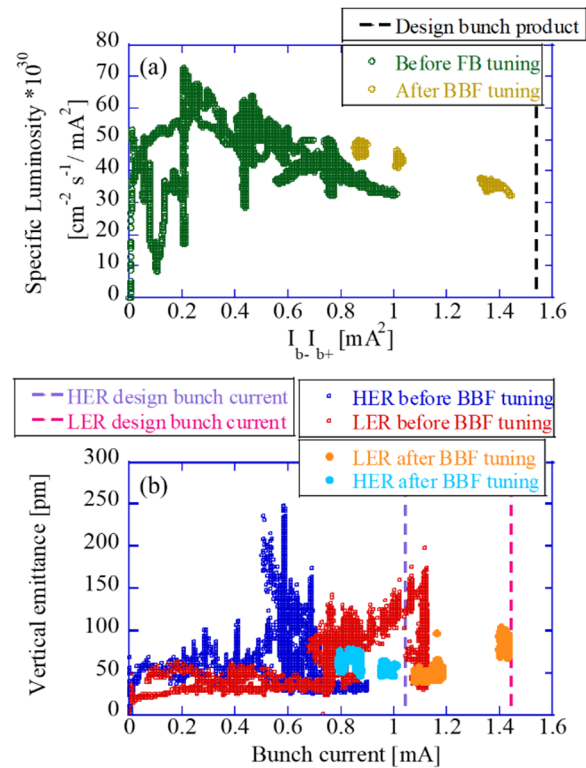 Design bunch product
Before FB tuning
After BBF tuning
(a)
Specific Luminosity *10^30
[cm^-2 s^-1/ mA^2]
80
70
60
50
40
30
20
10
0
0
0.2
0.4
0.6
0.8
1
1.2
1.4
1.6
I_b- I_b+ [mA^2]
HER design bunch current
LER design bunch current
HER before BBF tuning
LER before BBF tuning
LER after BBF tuning
HER after BBF tuning
(b)
Vertical emittance [pm]
300
250
200
150
100
50
0
0
0.2
0.4
0.6
0.8
1
1.2
1.4
1.6
Bunch current [mA]